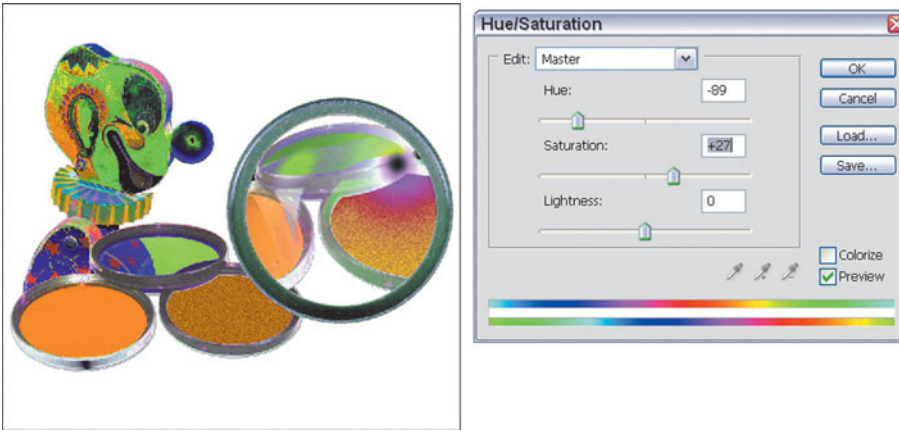 Hue/Saturation
Edit: Master
Hue: -89
Saturation: +27
Lightness: 0
OK
Cancel
Load...
Save...
Colorize
Preview